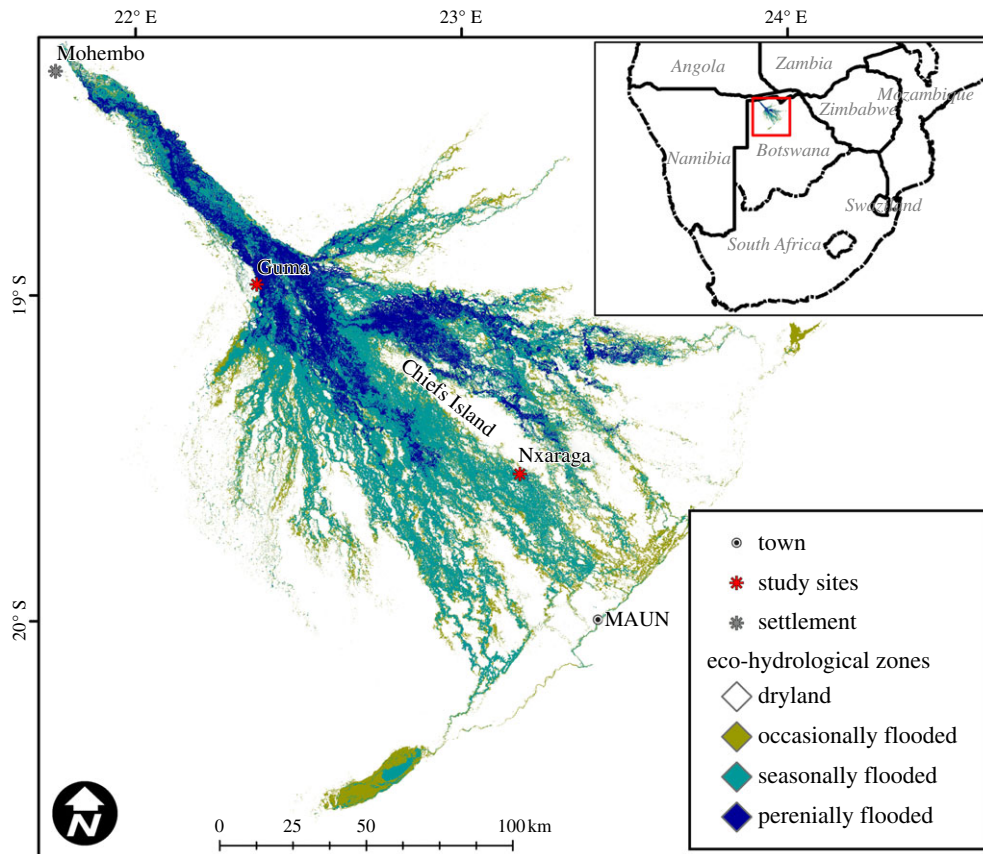 22° E
23° E
24° E
Mohembo
Angola
Zambia
Mozambique
Zimbabwe
Namibia
Botswana
Swaziland
South Africa
Guma
19° S
Chiefs Island
Nxaraga
20° S
MAUN
town
study sites
settlement
eco-hydrological zones
dryland
occasionally flooded
seasonally flooded
perenially flooded
N
0 25 50 100 km